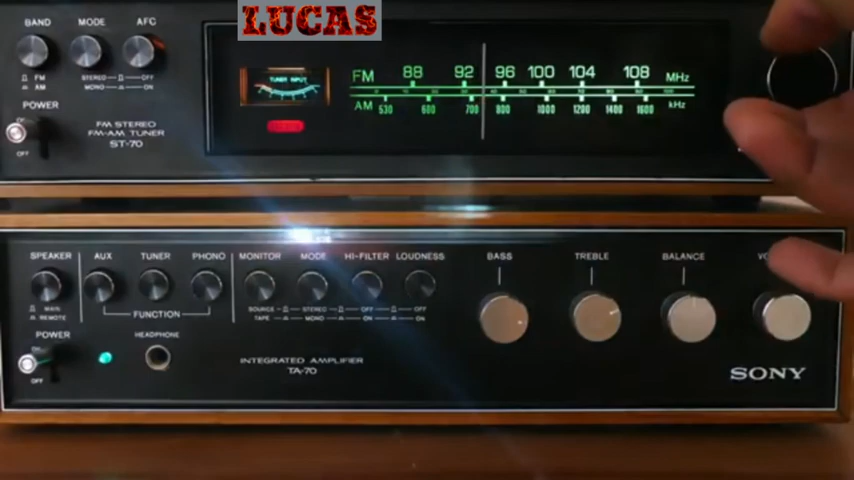 LUCAS
BAND MODE AFC
TUNER INPUT
FM 88 92 96 100 104 108 MHz
AM 530 600 700 800 1000 1200 1400 1600 kHz
FM STEREO OFF
AM MONO ON
POWER
ON
OFF
FM STEREO
FM-AM TUNER
ST-70
SPEAKER AUX TUNER PHONO MONITOR MODE HI-FILTER LOUDNESS BASS TREBLE BALANCE
MAIN
REMOTE
FUNCTION
SOURCE STEREO OFF OFF
TAPE MONO ON ON
POWER
ON
OFF
HEADPHONE
INTEGRATED AMPLIFIER
TA-70
SONY